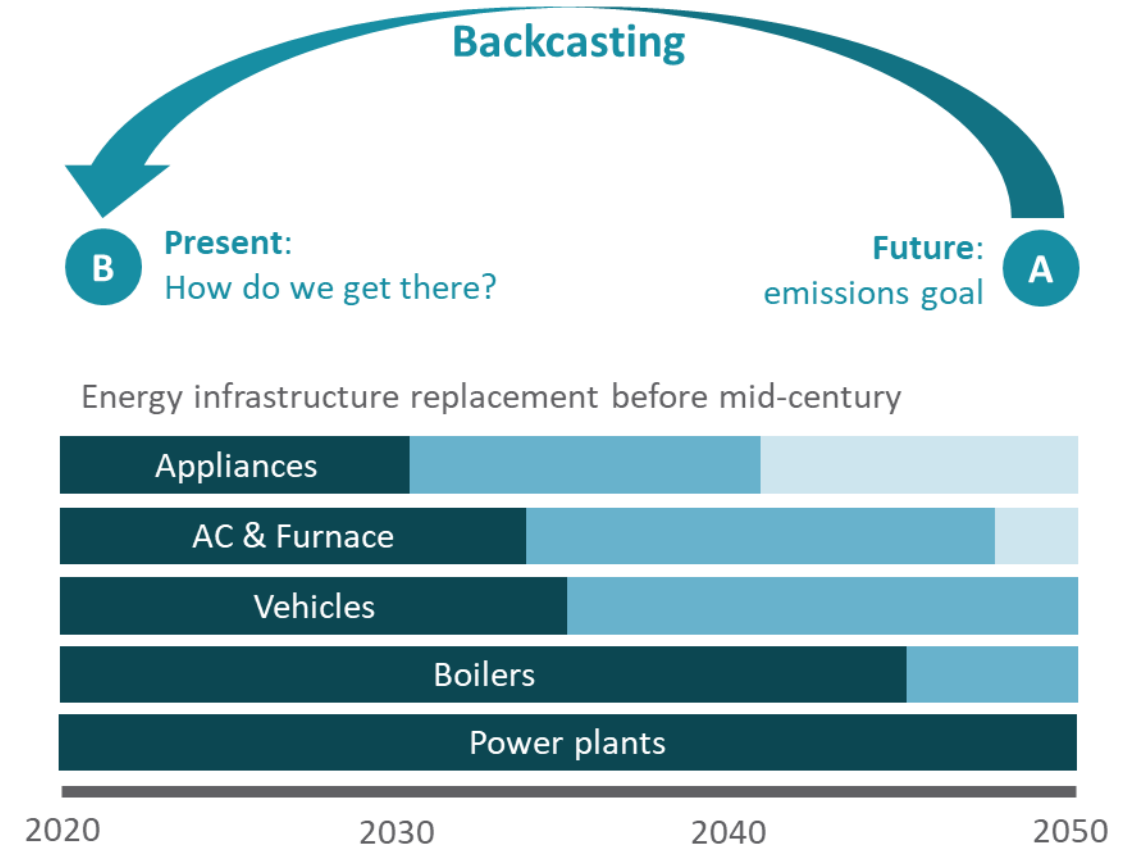 Backcasting
B
Present:
How do we get there?
Future:
emissions goal
A
Energy infrastructure replacement before mid-century
Appliances
AC & Furnace
Vehicles
Boilers
Power plants
2020 2030 2040 2050